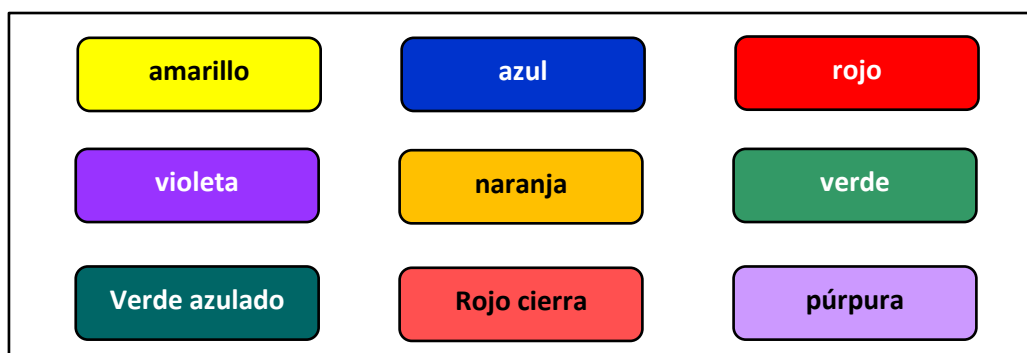 amarillo azul rojo
violeta naranja verde
Verde azulado Rojo cierra púrpura